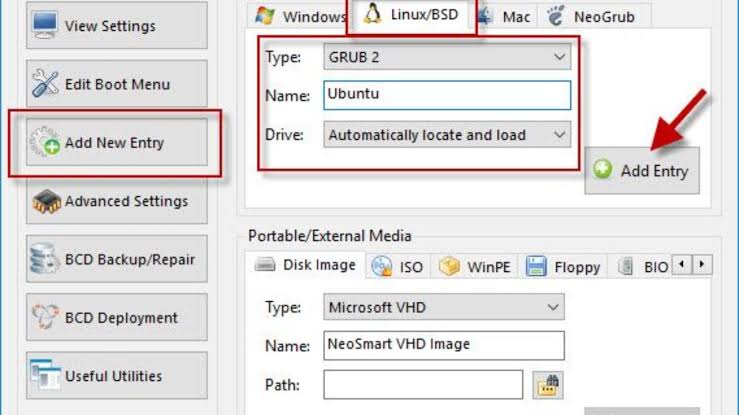 View Settings
Edit Boot Menu
Add New Entry
Advanced Settings
BCD Backup/Repair
BCD Deployment
Useful Utilities
Windows Linux/BSD Mac NeoGrub
Type: GRUB 2
Name: Ubuntu
Drive: Automatically locate and load
Add Entry
Portable/External Media
Disk Image ISO WinPE Floppy BIO
Type: Microsoft VHD
Name: NeoSmart VHD Image
Path: